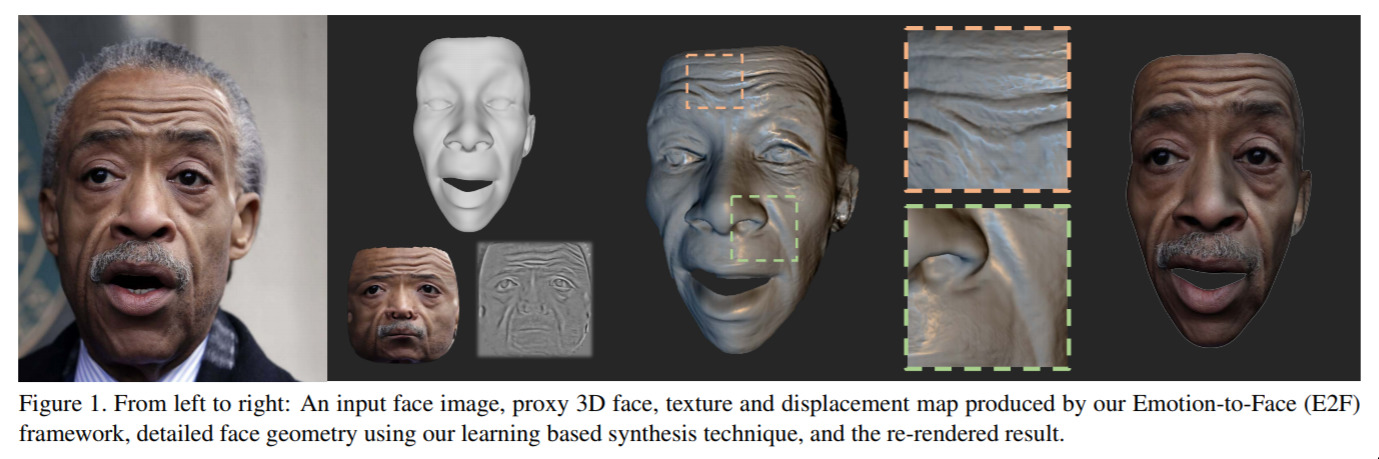 Figure 1. From left to right: An input face image, proxy 3D face, texture and displacement map produced by our Emotion-to-Face (E2F)
framework, detailed face geometry using our learning based synthesis technique, and the re-rendered result.